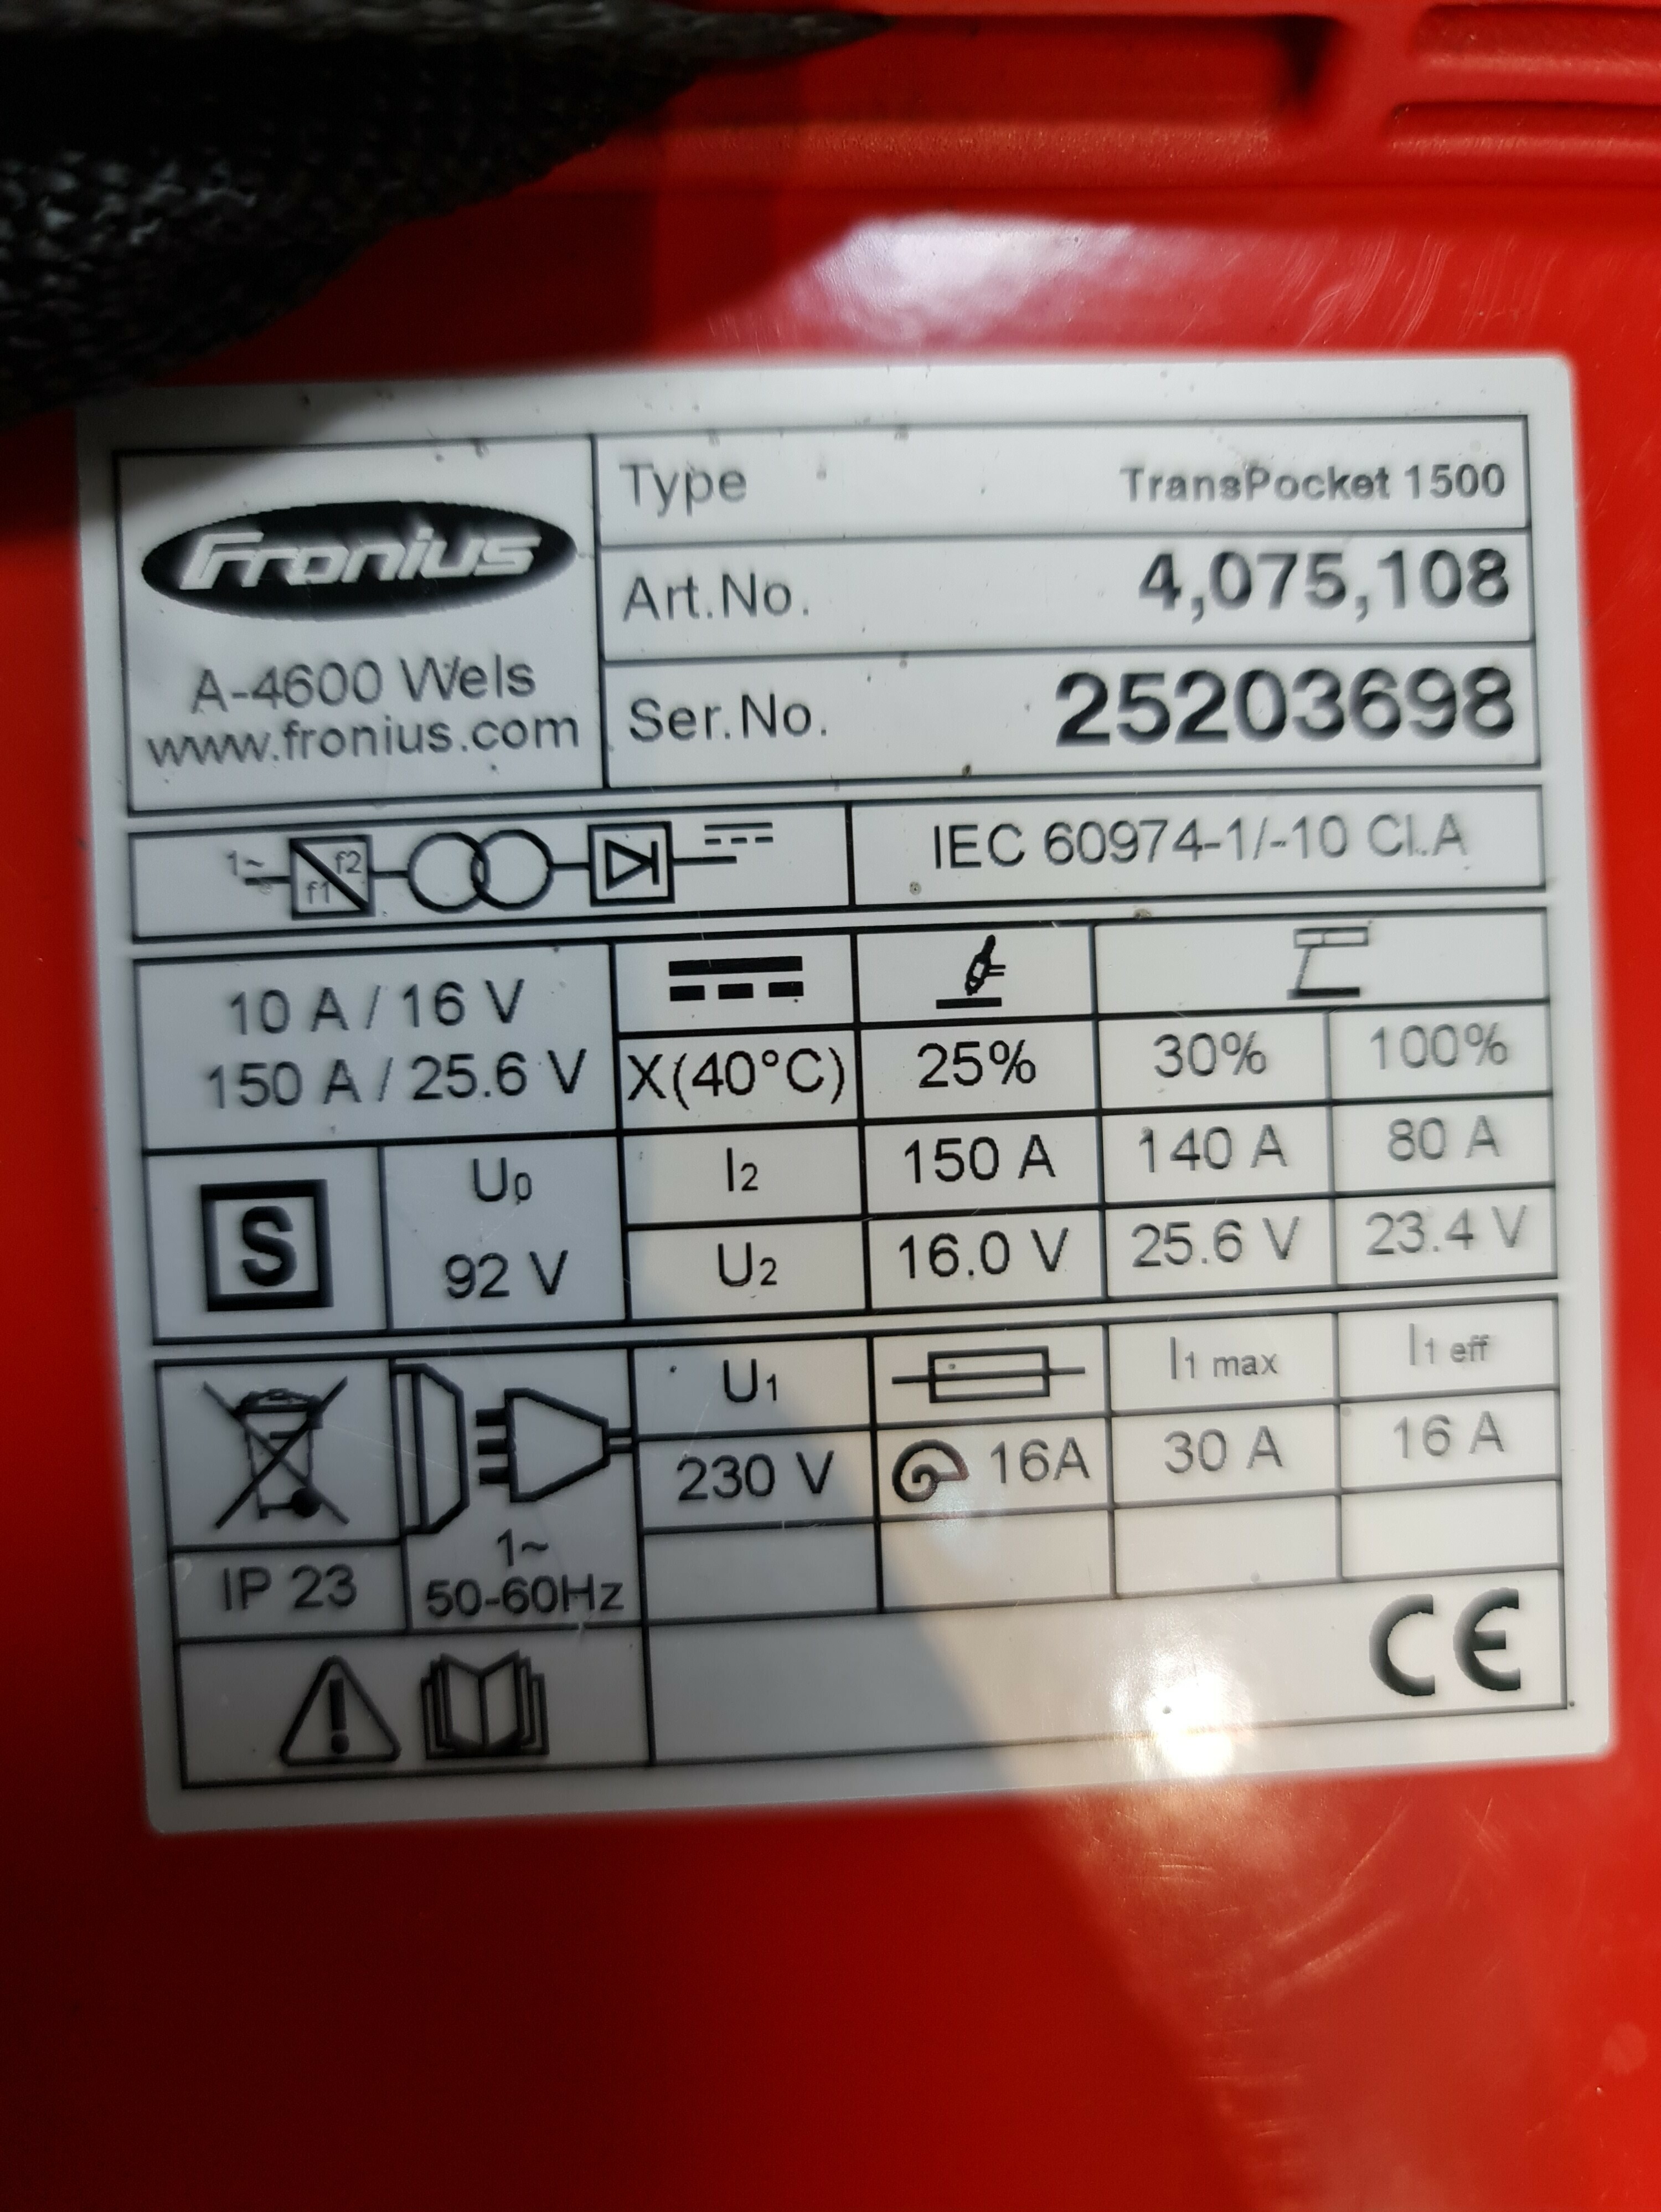 Fronius
A-4600 Wels
www.fronius.com
Type TransPocket 1500
Art.No. 4,075,108
Ser.No. 25203698
1~ f1 f2
IEC 60974-1/-10 Cl.A
10 A / 16 V
150 A / 25.6 V
X(40°C) 25% 30% 100%
S
U0
92 V
I2 150 A 140 A 80 A
U2 16.0 V 25.6 V 23.4 V
U1 I1 max I1 eff
230 V 16A 30 A 16 A
IP 23
1~
50-60Hz
CE